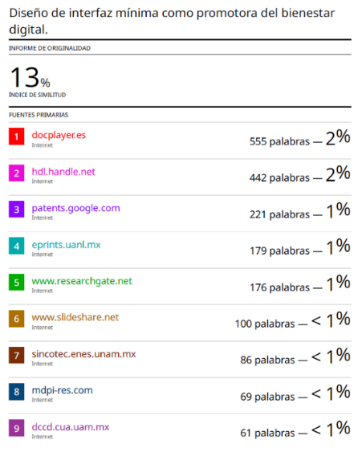 Diseño de interfaz mínima como promotora del bienestar
digital.
INFORME DE ORIGINALIDAD
13%
ÍNDICE DE SIMILITUD
FUENTES PRIMARIAS
1 docplayer.es 555 palabras — 2%
Internet
2 hdl.handle.net 442 palabras — 2%
Internet
3 patents.google.com 221 palabras — 1%
Internet
4 eprints.uanl.mx 179 palabras — 1%
Internet
5 www.researchgate.net 176 palabras — 1%
Internet
6 www.slideshare.net 100 palabras — < 1%
Internet
7 sincotec.enes.unam.mx 86 palabras — < 1%
Internet
8 mdpi-res.com 69 palabras — < 1%
Internet
9 dccd.cua.uam.mx 61 palabras — < 1%
Internet